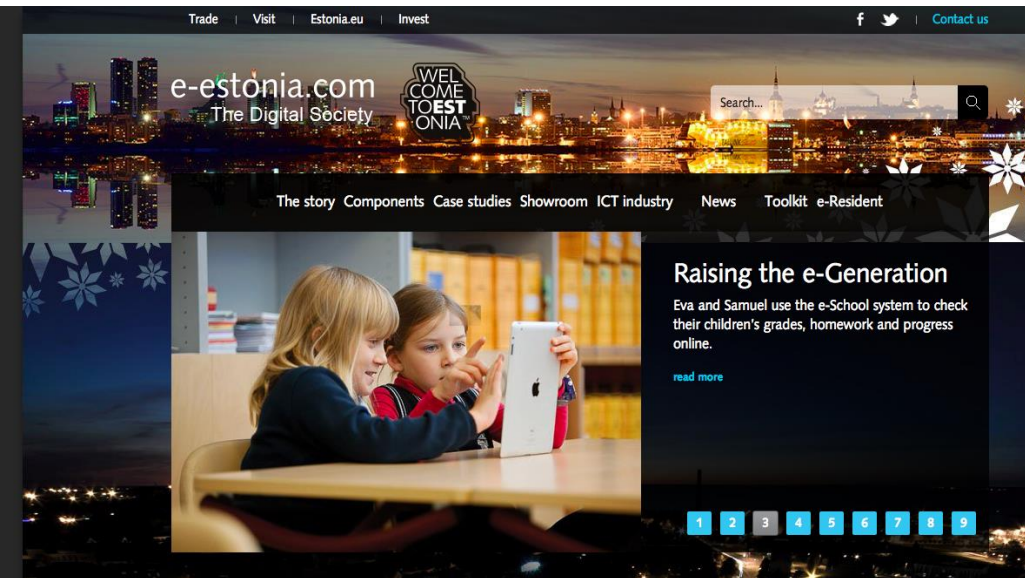 Trade | Visit | Estonia.eu | Invest
Contact us
e-estonia.com
The Digital Society
WEL
COME
TO EST
ONIA™
Search...
The story Components Case studies Showroom ICT industry News Toolkit e-Resident
Raising the e-Generation
Eva and Samuel use the e-School system to check
their children's grades, homework and progress
online.
read more
1 2 3 4 5 6 7 8 9